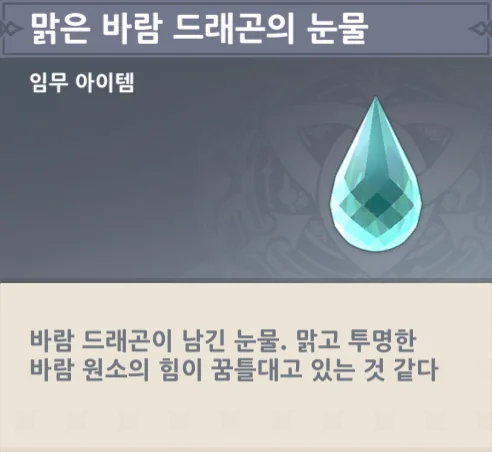 맑은 바람 드래곤의 눈물
임무 아이템
바람 드래곤이 남긴 눈물. 맑고 투명한
바람 원소의 힘이 꿈틀대고 있는 것 같다